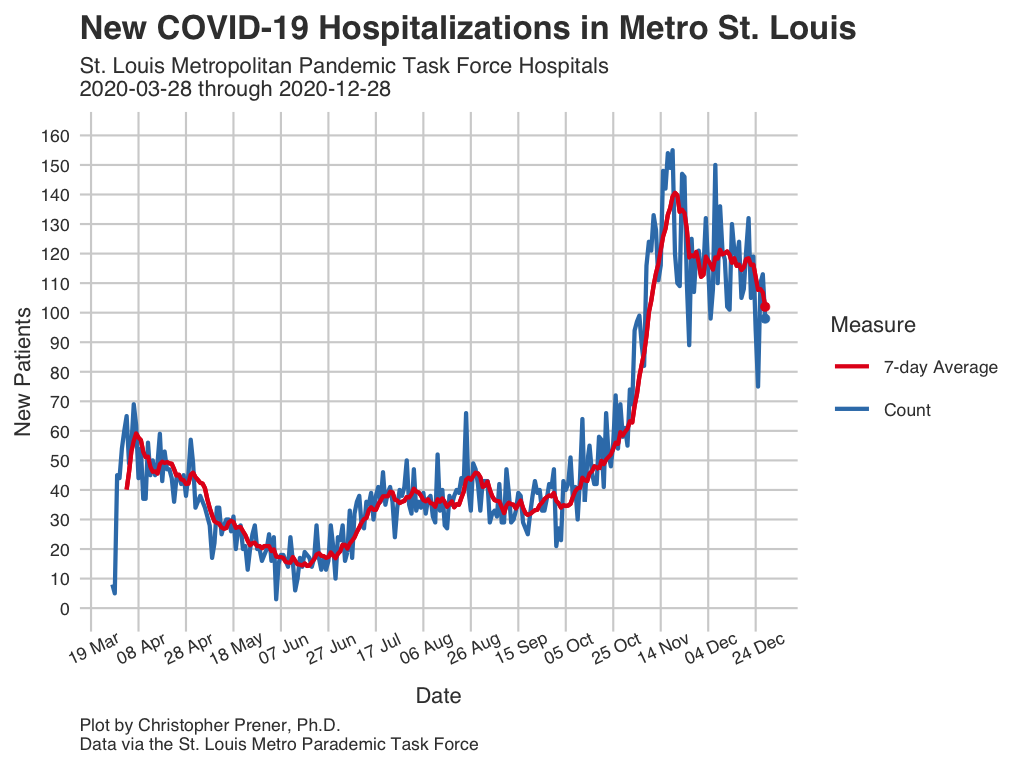 New COVID-19 Hospitalizations in Metro St. Louis
St. Louis Metropolitan Pandemic Task Force Hospitals
2020-03-28 through 2020-12-28
160
150
140
130
120
110
100
90
80
70
60
50
40
30
20
10
0
New Patients
19 Mar
08 Apr
28 Apr
18 May
07 Jun
27 Jun
17 Jul
06 Aug
26 Aug
15 Sep
05 Oct
25 Oct
14 Nov
04 Dec
24 Dec
Date
Measure
7-day Average
Count
Plot by Christopher Prener, Ph.D.
Data via the St. Louis Metro Parademic Task Force